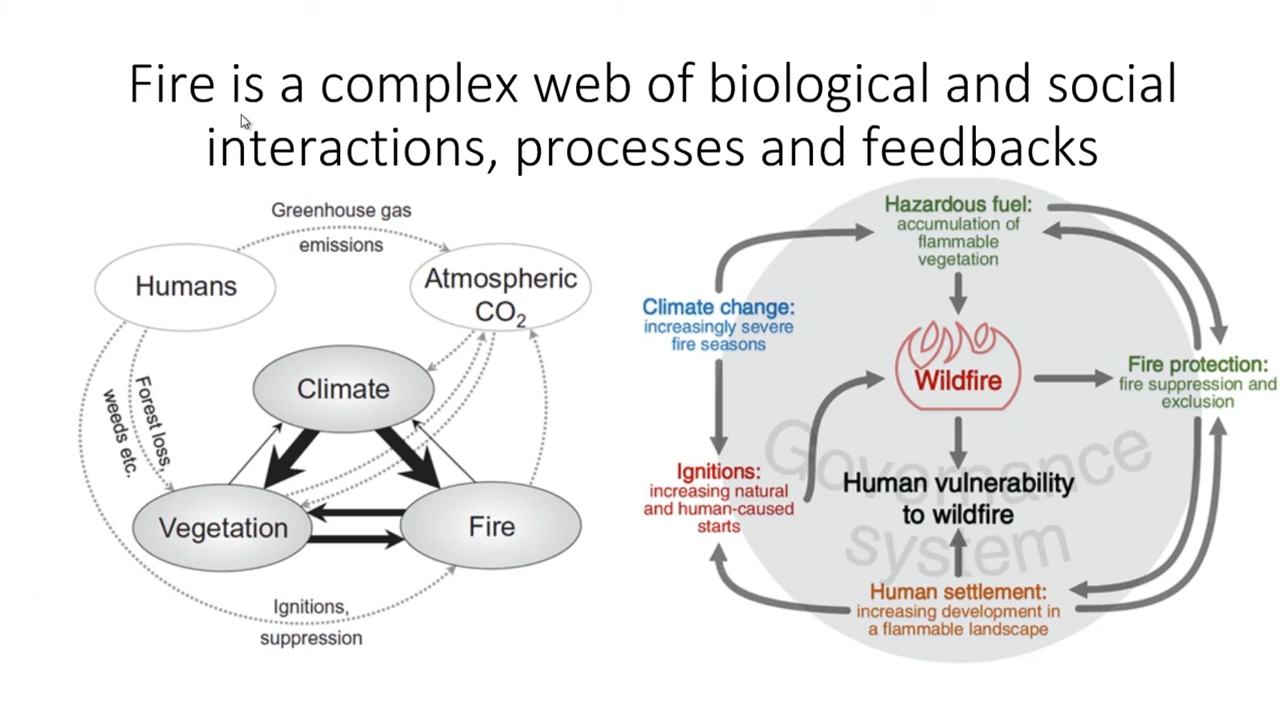 Fire is a complex web of biological and social
interactions, processes and feedbacks
Greenhouse gas
emissions
Humans
Atmospheric
CO₂
Climate
Forest loss,
weeds etc.
Vegetation
Fire
Ignitions,
suppression
Hazardous fuel:
accumulation of
flammable
vegetation
Climate change:
increasingly severe
fire seasons
Wildfire
Fire protection:
fire suppression and
exclusion
Governance
system
Ignitions:
increasing natural
and human-caused
starts
Human vulnerability
to wildfire
Human settlement:
increasing development in
a flammable landscape